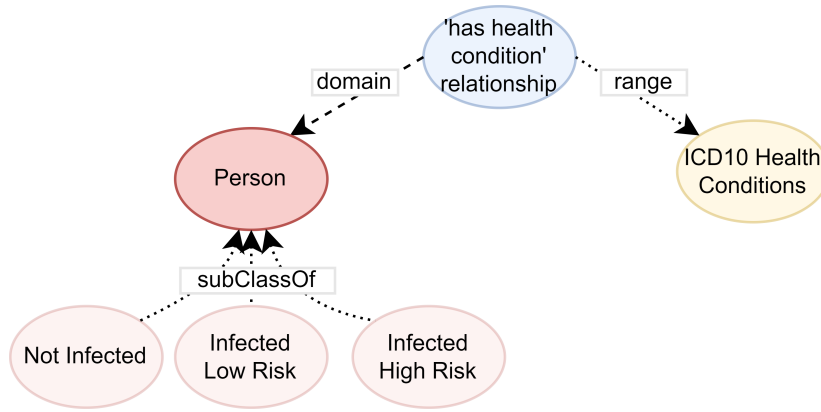 'has health
condition'
relationship
domain
range
Person
ICD10 Health
Conditions
subClassOf
Not Infected
Infected
Low Risk
Infected
High Risk